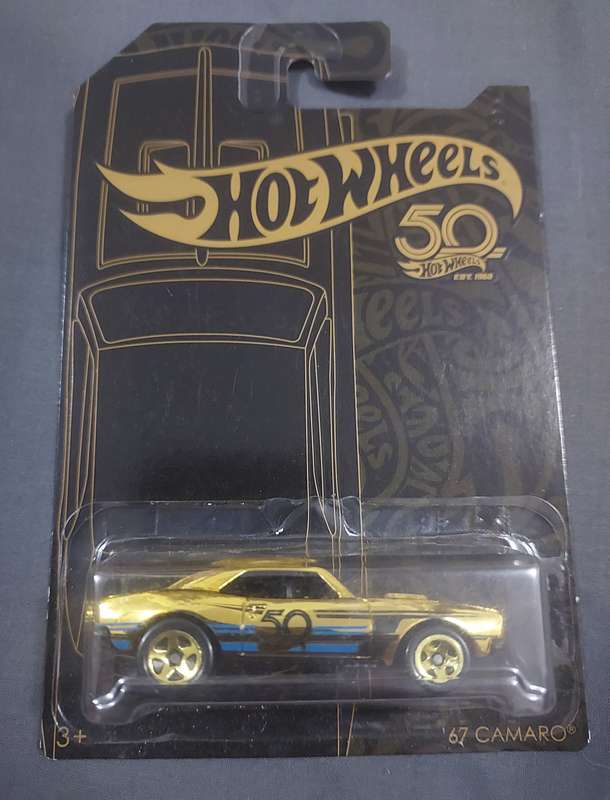 HOT WHEELS
50
HOT WHEELS
EST. 1968
50
3+
'67 CAMARO®